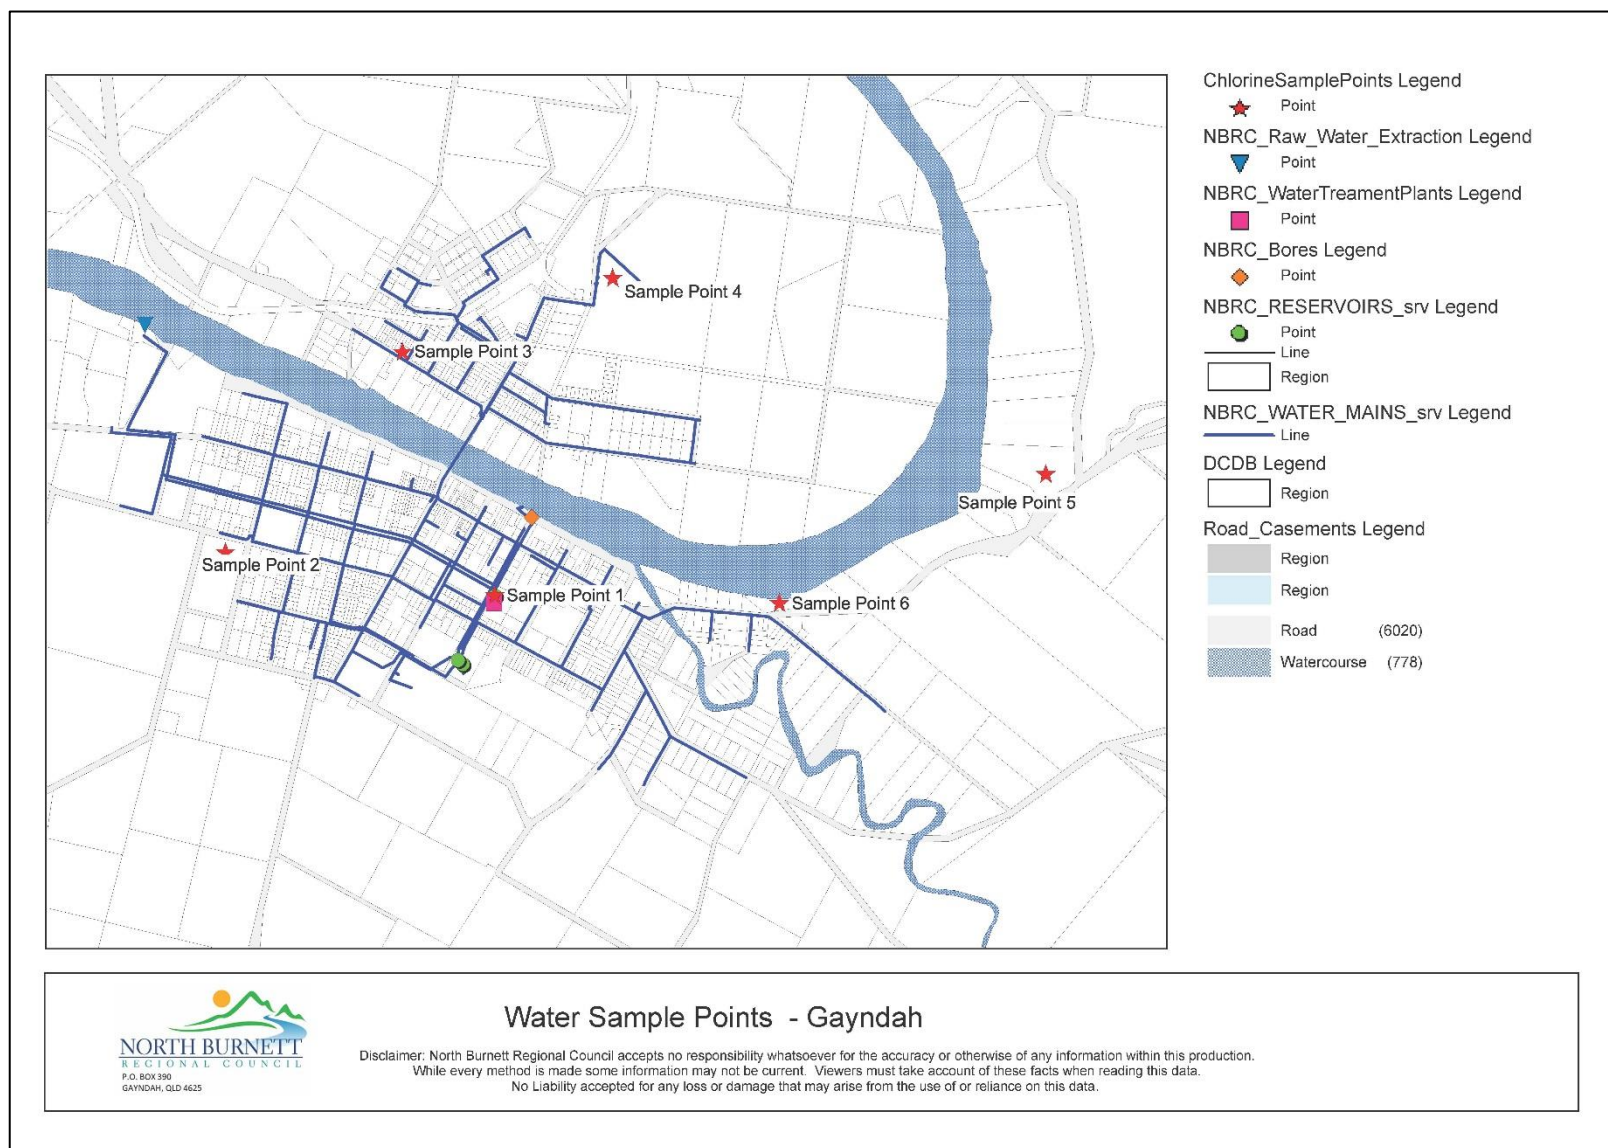 ChlorineSamplePoints Legend
Point
NBRC_Raw_Water_Extraction Legend
Point
NBRC_WaterTreamentPlants Legend
Point
NBRC_Bores Legend
Point
NBRC_RESERVOIRS_srv Legend
Point
Line
Region
NBRC_WATER_MAINS_srv Legend
Line
DCDB Legend
Region
Road_Casements Legend
Region
Region
Road (6020)
Watercourse (778)
Sample Point 4
Sample Point 3
Sample Point 5
Sample Point 2
Sample Point 1
Sample Point 6
NORTH BURNETT
REGIONAL COUNCIL
P.O. BOX 390
GAYNDAH, QLD 4625
Water Sample Points - Gayndah
Disclaimer: North Burnett Regional Council accepts no responsibility whatsoever for the accuracy or otherwise of any information within this production.
While every method is made some information may not be current. Viewers must take account of these facts when reading this data.
No Liability accepted for any loss or damage that may arise from the use of or reliance on this data.